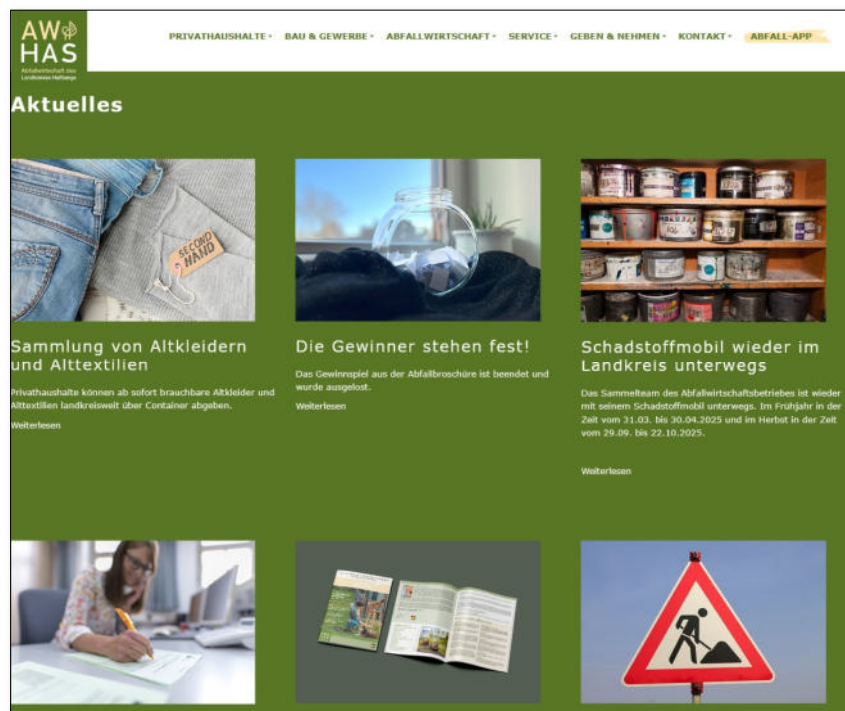 AW
HAS
Abfallwirtschaft des
Landkreises Haßberge
PRIVATHAUSHALTE
BAU & GEWERBE
ABFALLWIRTSCHAFT
SERVICE
GEBEN & NEHMEN
KONTAKT
ABFALL-APP
Aktuelles
SECOND
HAND
Sammlung von Altkleidern
und Alttextilien
Privathaushalte können ab sofort brauchbare Altkleider und
Alttextilien landkreisweit über Container abgeben.
Weiterlesen
Die Gewinner stehen fest!
Das Gewinnspiel aus der Abfallbroschüre ist beendet und
wurde ausgelost.
Weiterlesen
Schadstoffmobil wieder im
Landkreis unterwegs
Das Sammelteam des Abfallwirtschaftsbetriebes ist wieder
mit seinem Schadstoffmobil unterwegs. Im Frühjahr in der
Zeit vom 31.03. bis 30.04.2025 und im Herbst in der Zeit
vom 29.09. bis 22.10.2025.
Weiterlesen